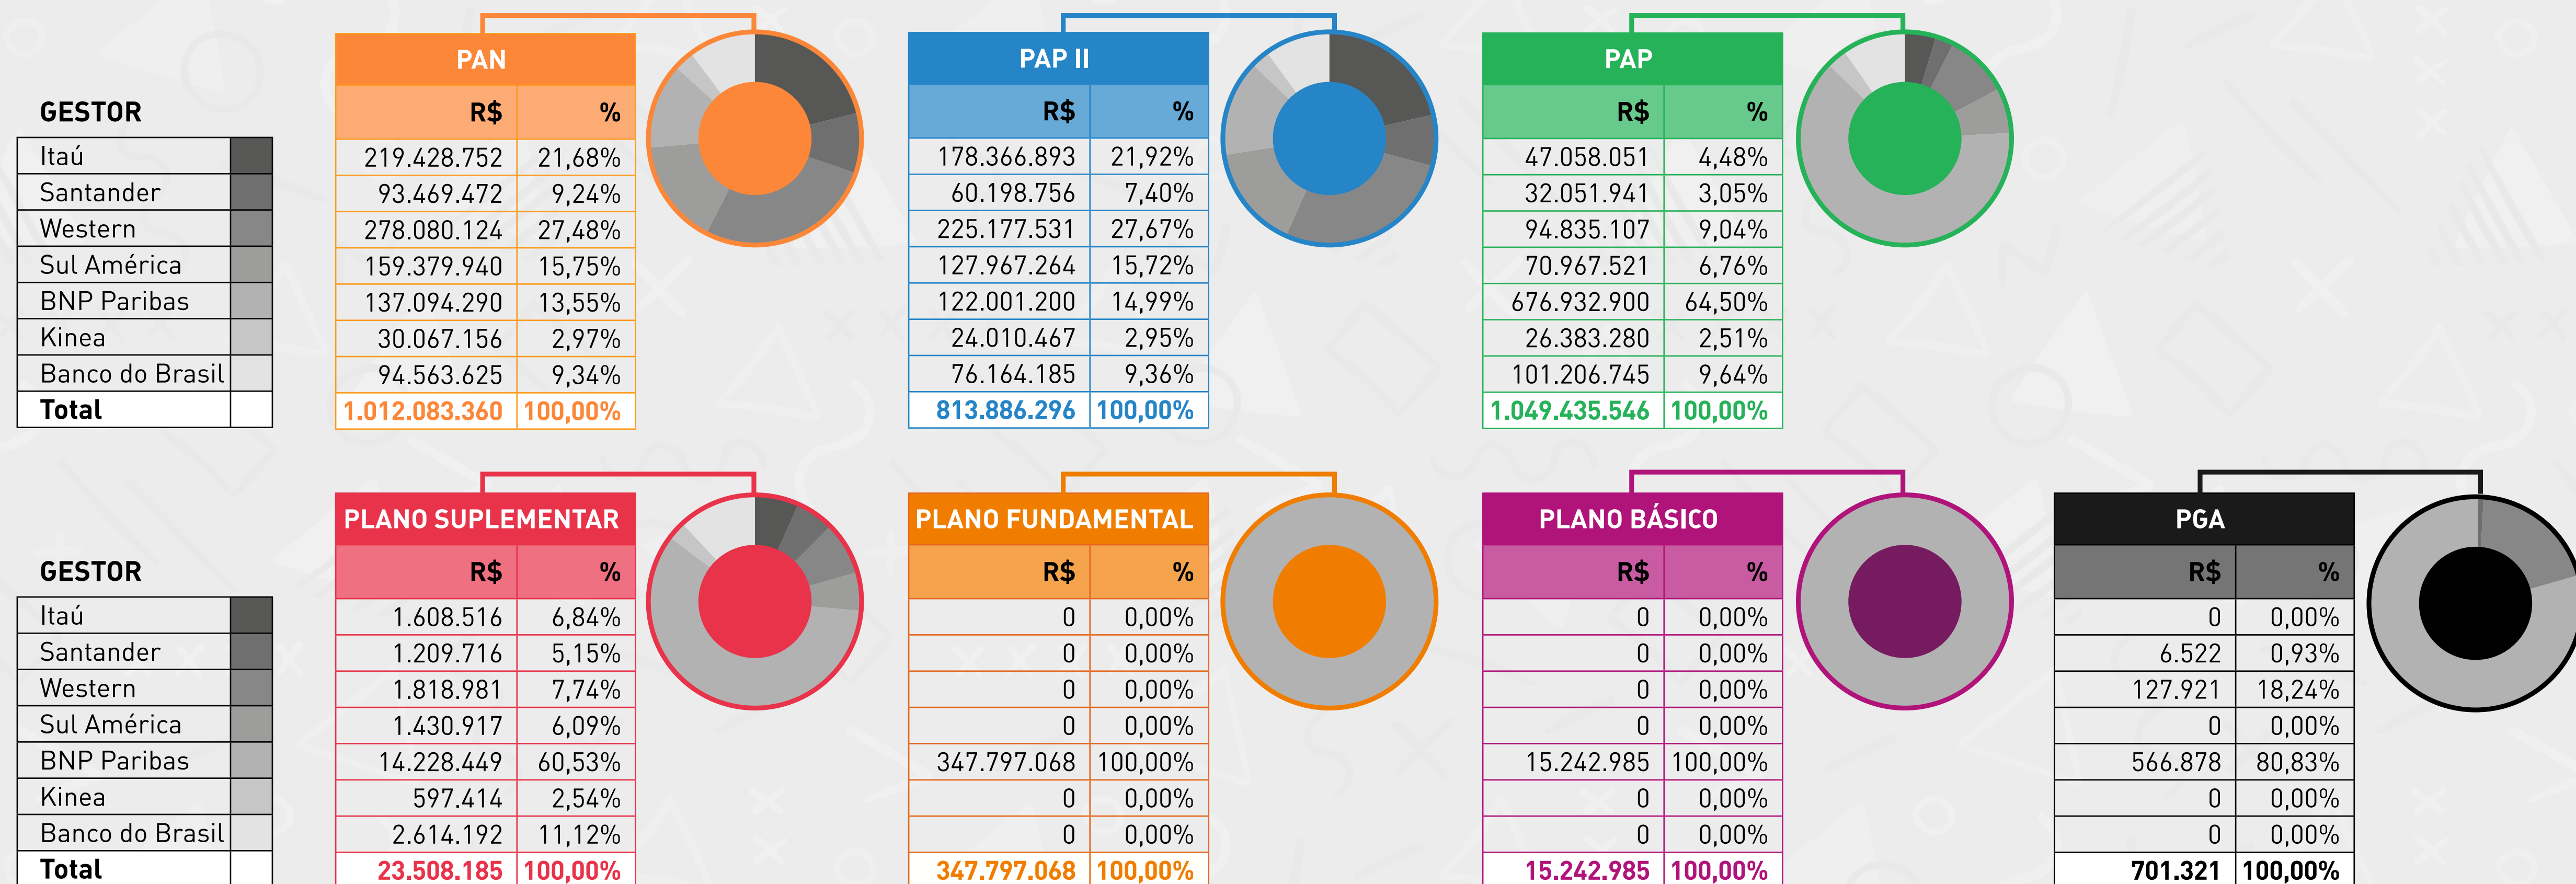 PAN PAP II PAP
GESTOR R$ % R$ % R$ %
Itaú 219.428.752 21,68% 178.366.893 21,92% 47.058.051 4,48%
Santander 93.469.472 9,24% 60.198.756 7,40% 32.051.941 3,05%
Western 278.080.124 27,48% 225.177.531 27,67% 94.835.107 9,04%
Sul América 159.379.940 15,75% 127.967.264 15,72% 70.967.521 6,76%
BNP Paribas 137.094.290 13,55% 122.001.200 14,99% 676.932.900 64,50%
Kinea 30.067.156 2,97% 24.010.467 2,95% 26.383.280 2,51%
Banco do Brasil 94.563.625 9,34% 76.164.185 9,36% 101.206.745 9,64%
Total 1.012.083.360 100,00% 813.886.296 100,00% 1.049.435.546 100,00%
PLANO SUPLEMENTAR PLANO FUNDAMENTAL PLANO BÁSICO PGA
GESTOR R$ % R$ % R$ % R$ %
Itaú 1.608.516 6,84% 0 0,00% 0 0,00% 0 0,00%
Santander 1.209.716 5,15% 0 0,00% 0 0,00% 6.522 0,93%
Western 1.818.981 7,74% 0 0,00% 0 0,00% 127.921 18,24%
Sul América 1.430.917 6,09% 0 0,00% 0 0,00% 0 0,00%
BNP Paribas 14.228.449 60,53% 347.797.068 100,00% 15.242.985 100,00% 566.878 80,83%
Kinea 597.414 2,54% 0 0,00% 0 0,00% 0 0,00%
Banco do Brasil 2.614.192 11,12% 0 0,00% 0 0,00% 0 0,00%
Total 23.508.185 100,00% 347.797.068 100,00% 15.242.985 100,00% 701.321 100,00%